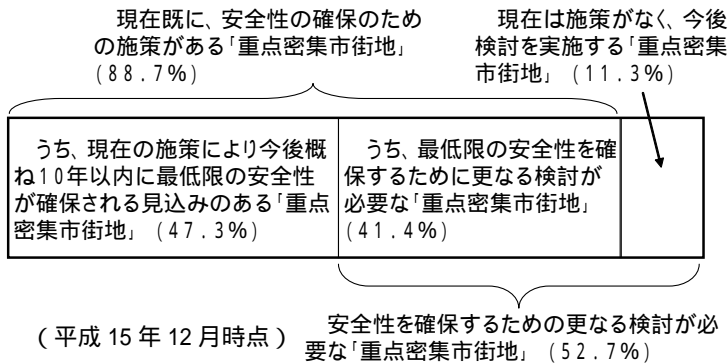 現在既に、安全性の確保のため
の施策がある「重点密集市街地」
(88.7%)
現在は施策がなく、今後
検討を実施する「重点密集
市街地」(11.3%)
うち、現在の施策により今後概
ね10年以内に最低限の安全性
が確保される見込みのある「重点
密集市街地」(47.3%)
うち、最低限の安全性を確
保するために更なる検討が
必要な「重点密集市街地」
(41.4%)
(平成15年12月時点)
安全性を確保するための更なる検討が必
要な「重点密集市街地」(52.7%)